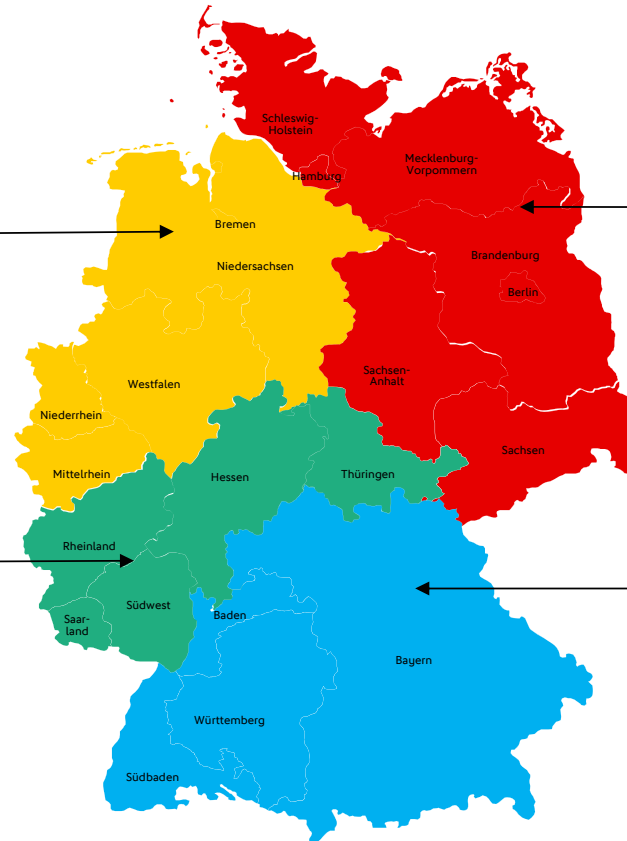 Schleswig-
Holstein
Mecklenburg-
Vorpommern
Hamburg
Bremen
Niedersachsen
Brandenburg
Berlin
Sachsen-
Anhalt
Westfalen
Niederrhein
Mittelrhein
Hessen
Thüringen
Sachsen
Rheinland
Südwest
Saar-
land
Baden
Bayern
Württemberg
Südbaden